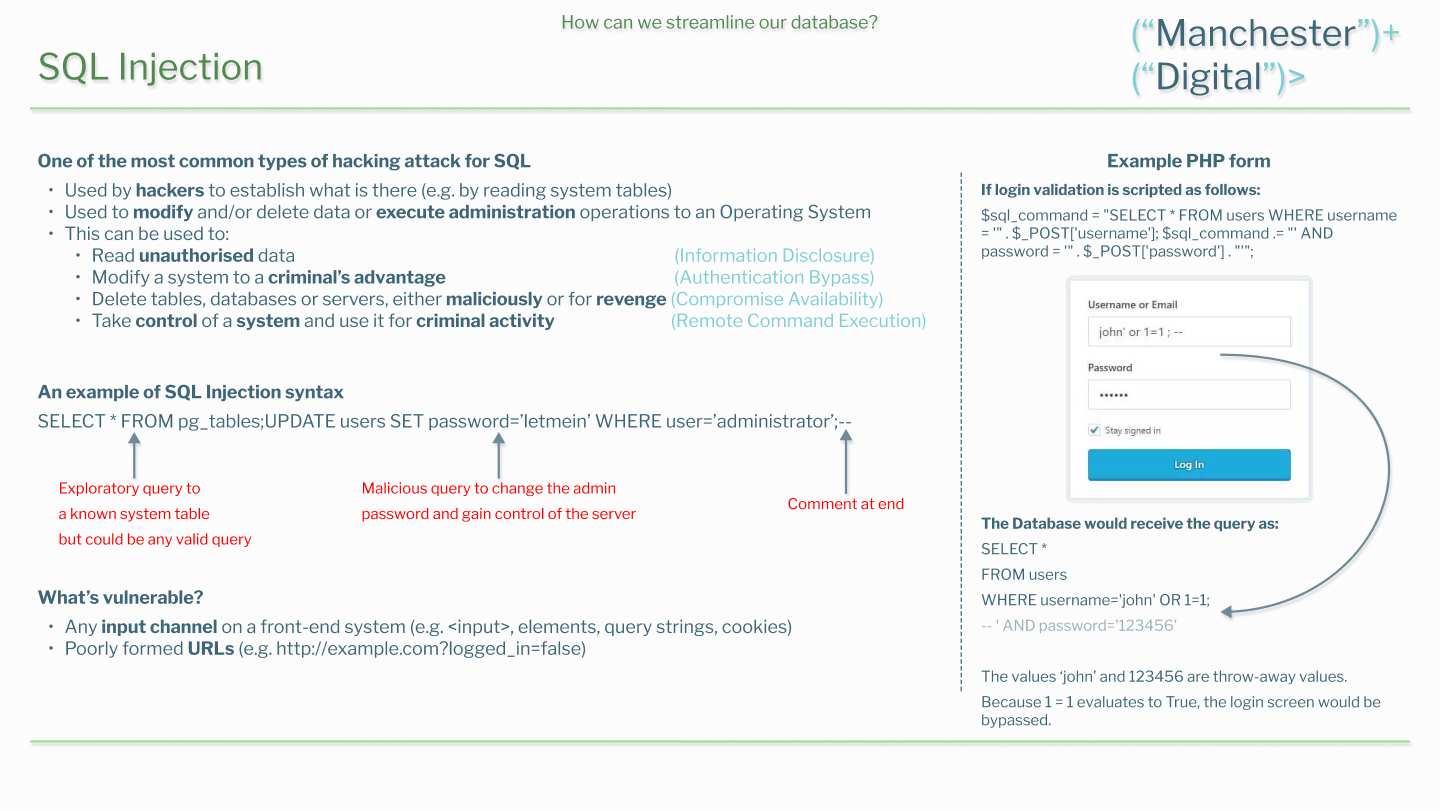 How can we streamline our database?
SQL Injection
(“Manchester”)+
(“Digital”)>
One of the most common types of hacking attack for SQL
• Used by hackers to establish what is there (e.g. by reading system tables)
• Used to modify and/or delete data or execute administration operations to an Operating System
• This can be used to:
• Read unauthorised data (Information Disclosure)
• Modify a system to a criminal’s advantage (Authentication Bypass)
• Delete tables, databases or servers, either maliciously or for revenge (Compromise Availability)
• Take control of a system and use it for criminal activity (Remote Command Execution)
An example of SQL Injection syntax
SELECT * FROM pg_tables;UPDATE users SET password=’letmein’ WHERE user=’administrator’;--
Exploratory query to
a known system table
but could be any valid query
Malicious query to change the admin
password and gain control of the server
Comment at end
What’s vulnerable?
• Any input channel on a front-end system (e.g. <input>, elements, query strings, cookies)
• Poorly formed URLs (e.g. http://example.com?logged_in=false)
Example PHP form
If login validation is scripted as follows:
$sql_command = "SELECT * FROM users WHERE username
= '" . $_POST['username']; $sql_command .= "' AND
password = '" . $_POST['password'] . "'";
Username or Email
john' or 1=1 ; --
Password
••••••
Stay signed in
Log In
The Database would receive the query as:
SELECT *
FROM users
WHERE username='john' OR 1=1;
-- ' AND password='123456'
The values ‘john’ and 123456 are throw-away values.
Because 1 = 1 evaluates to True, the login screen would be
bypassed.